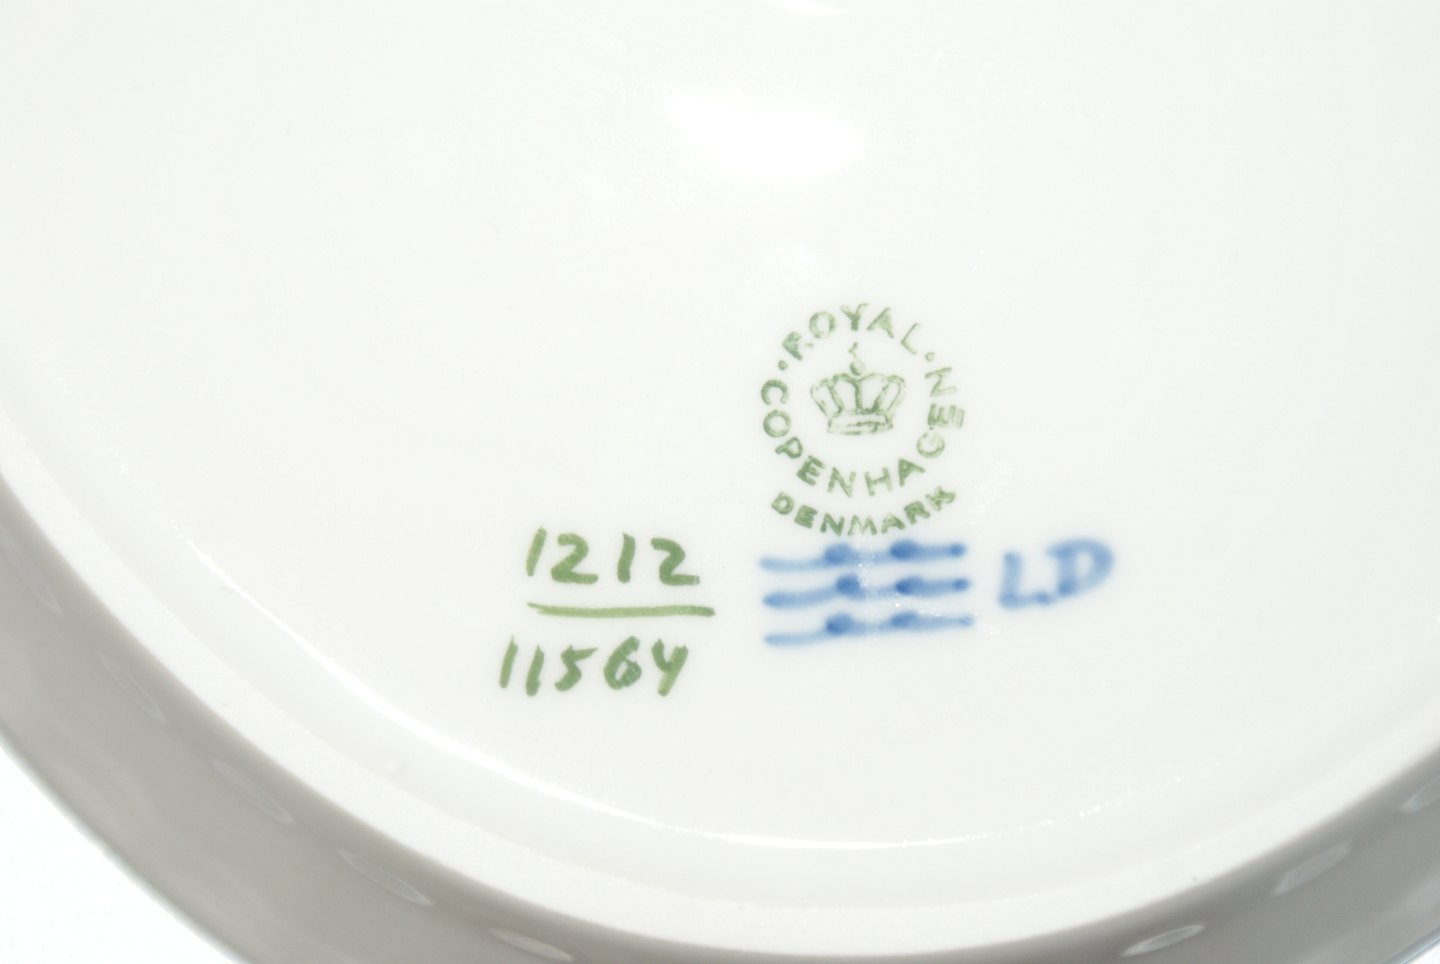 ROYAL
COPENHAGEN
DENMARK
1212
11564
LD